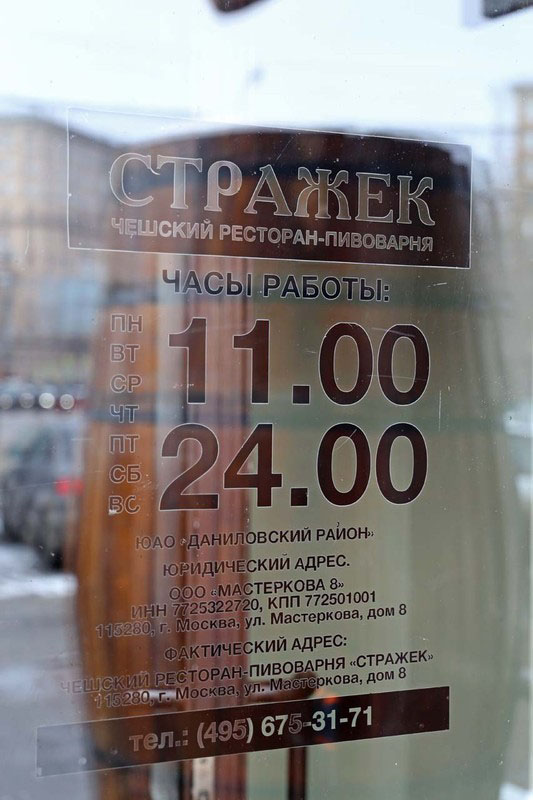 СТРАЖЕК
ЧЕШСКИЙ РЕСТОРАН-ПИВОВАРНЯ
ЧАСЫ РАБОТЫ:
ПН
ВТ
СР
ЧТ
ПТ
СБ
ВС
11.00
24.00
ЮАО «ДАНИЛОВСКИЙ РАЙОН»
ЮРИДИЧЕСКИЙ АДРЕС.
ООО «МАСТЕРКОВА 8»
ИНН 7725322720, КПП 772501001
115280, г. Москва, ул. Мастеркова, дом 8
ФАКТИЧЕСКИЙ АДРЕС:
ЧЕШСКИЙ РЕСТОРАН-ПИВОВАРНЯ «СТРАЖЕК»
115280, г. Москва, ул. Мастеркова, дом 8
тел.: (495) 675-31-71